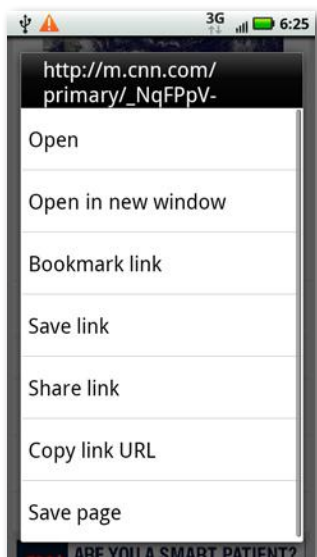 3G
6:25
http://m.cnn.com/
primary/_NqFPpV-
Open
Open in new window
Bookmark link
Save link
Share link
Copy link URL
Save page
ARE YOU A SMART PATIENT?